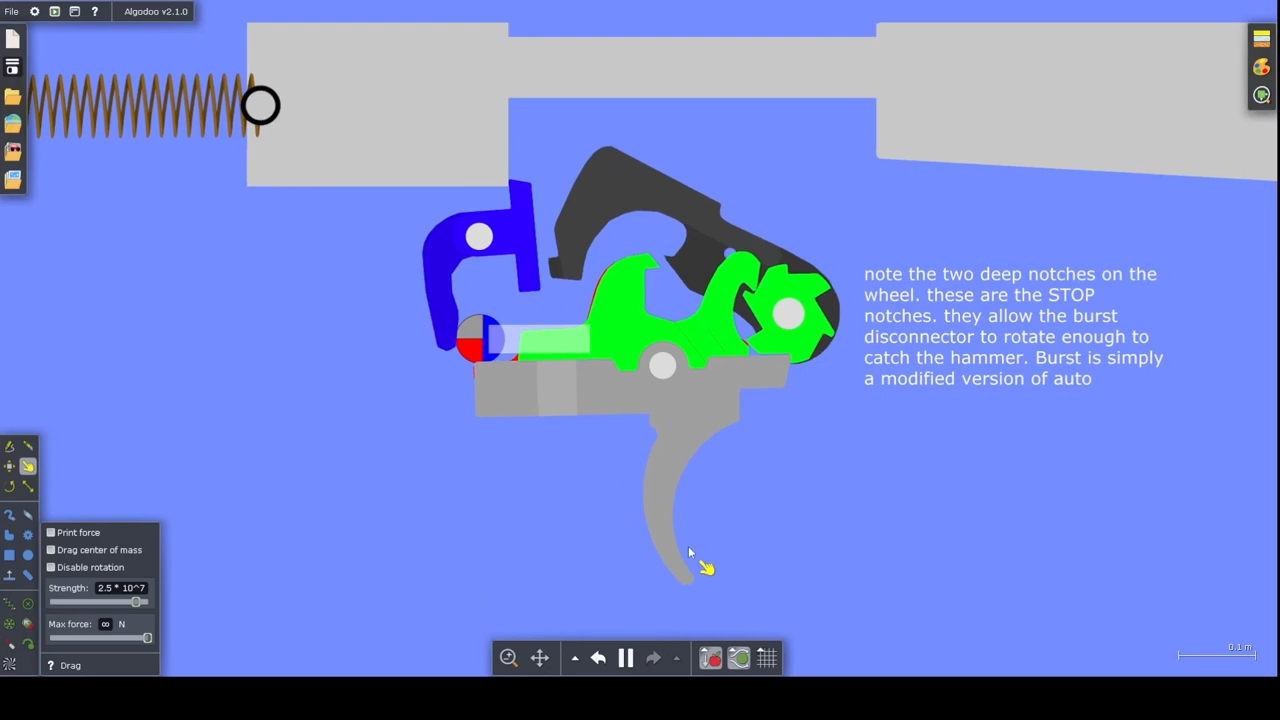 File
?
Algodoo v2.1.0
note the two deep notches on the
wheel. these are the STOP
notches. they allow the burst
disconnector to rotate enough to
catch the hammer. Burst is simply
a modified version of auto
Print force
Drag center of mass
Disable rotation
Strength: 2.5 * 10^7
Max force: ∞ N
? Drag
0.1 m